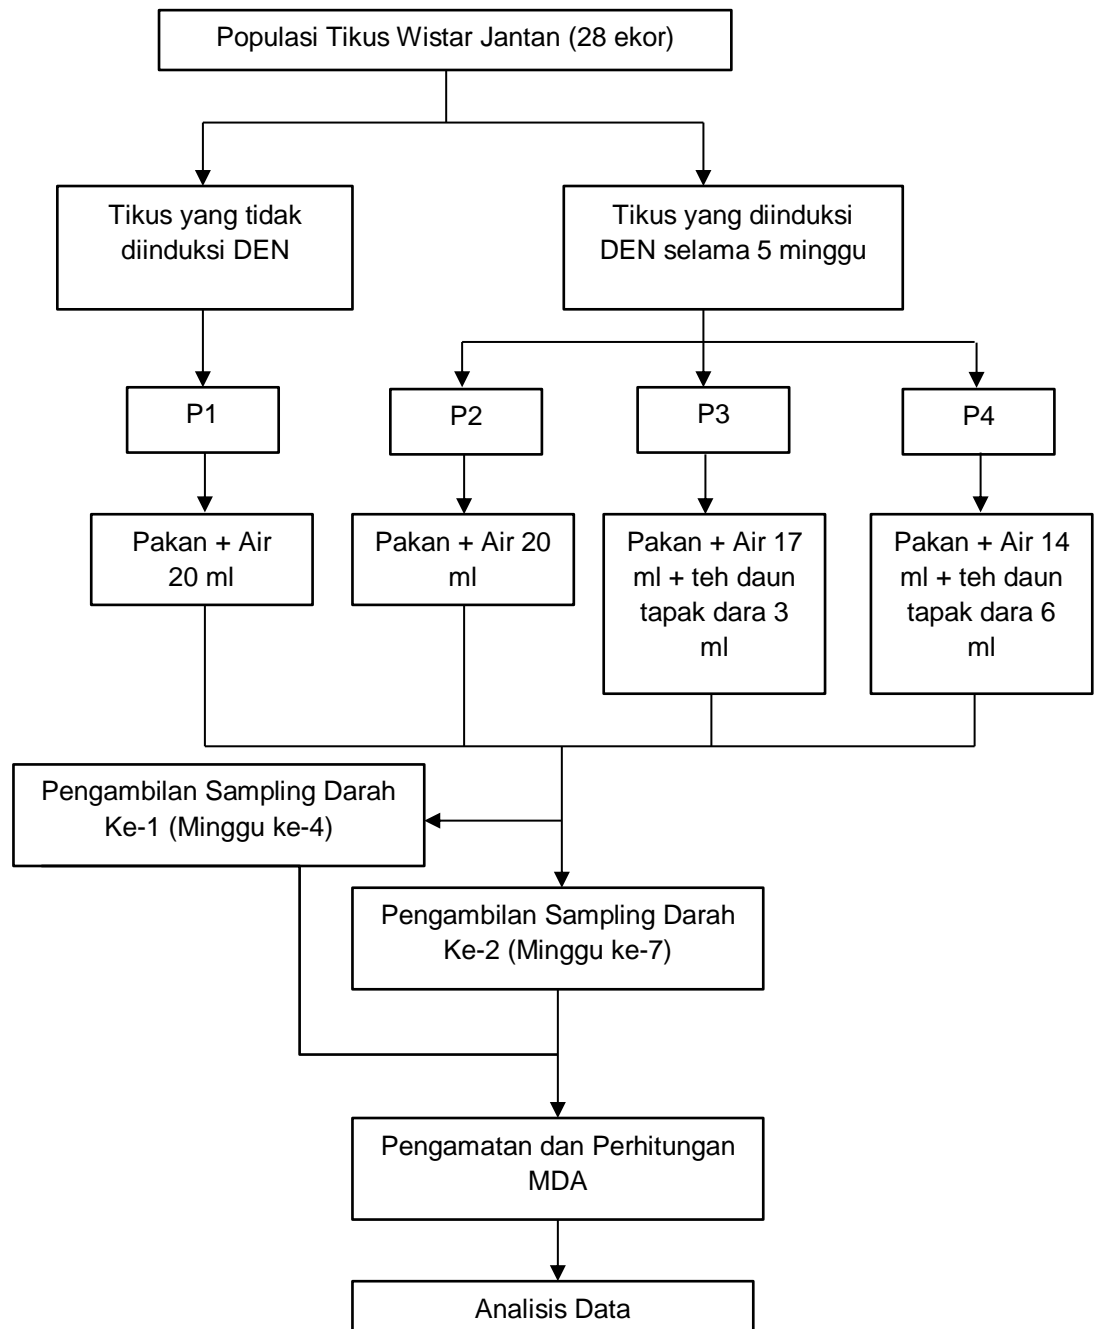 Populasi Tikus Wistar Jantan (28 ekor)
Tikus yang tidak
diinduksi DEN
Tikus yang diinduksi
DEN selama 5 minggu
P1
P2
P3
P4
Pakan + Air
20 ml
Pakan + Air 20
ml
Pakan + Air 17
ml + teh daun
tapak dara 3
ml
Pakan + Air 14
ml + teh daun
tapak dara 6
ml
Pengambilan Sampling Darah
Ke-1 (Minggu ke-4)
Pengambilan Sampling Darah
Ke-2 (Minggu ke-7)
Pengamatan dan Perhitungan
MDA
Analisis Data